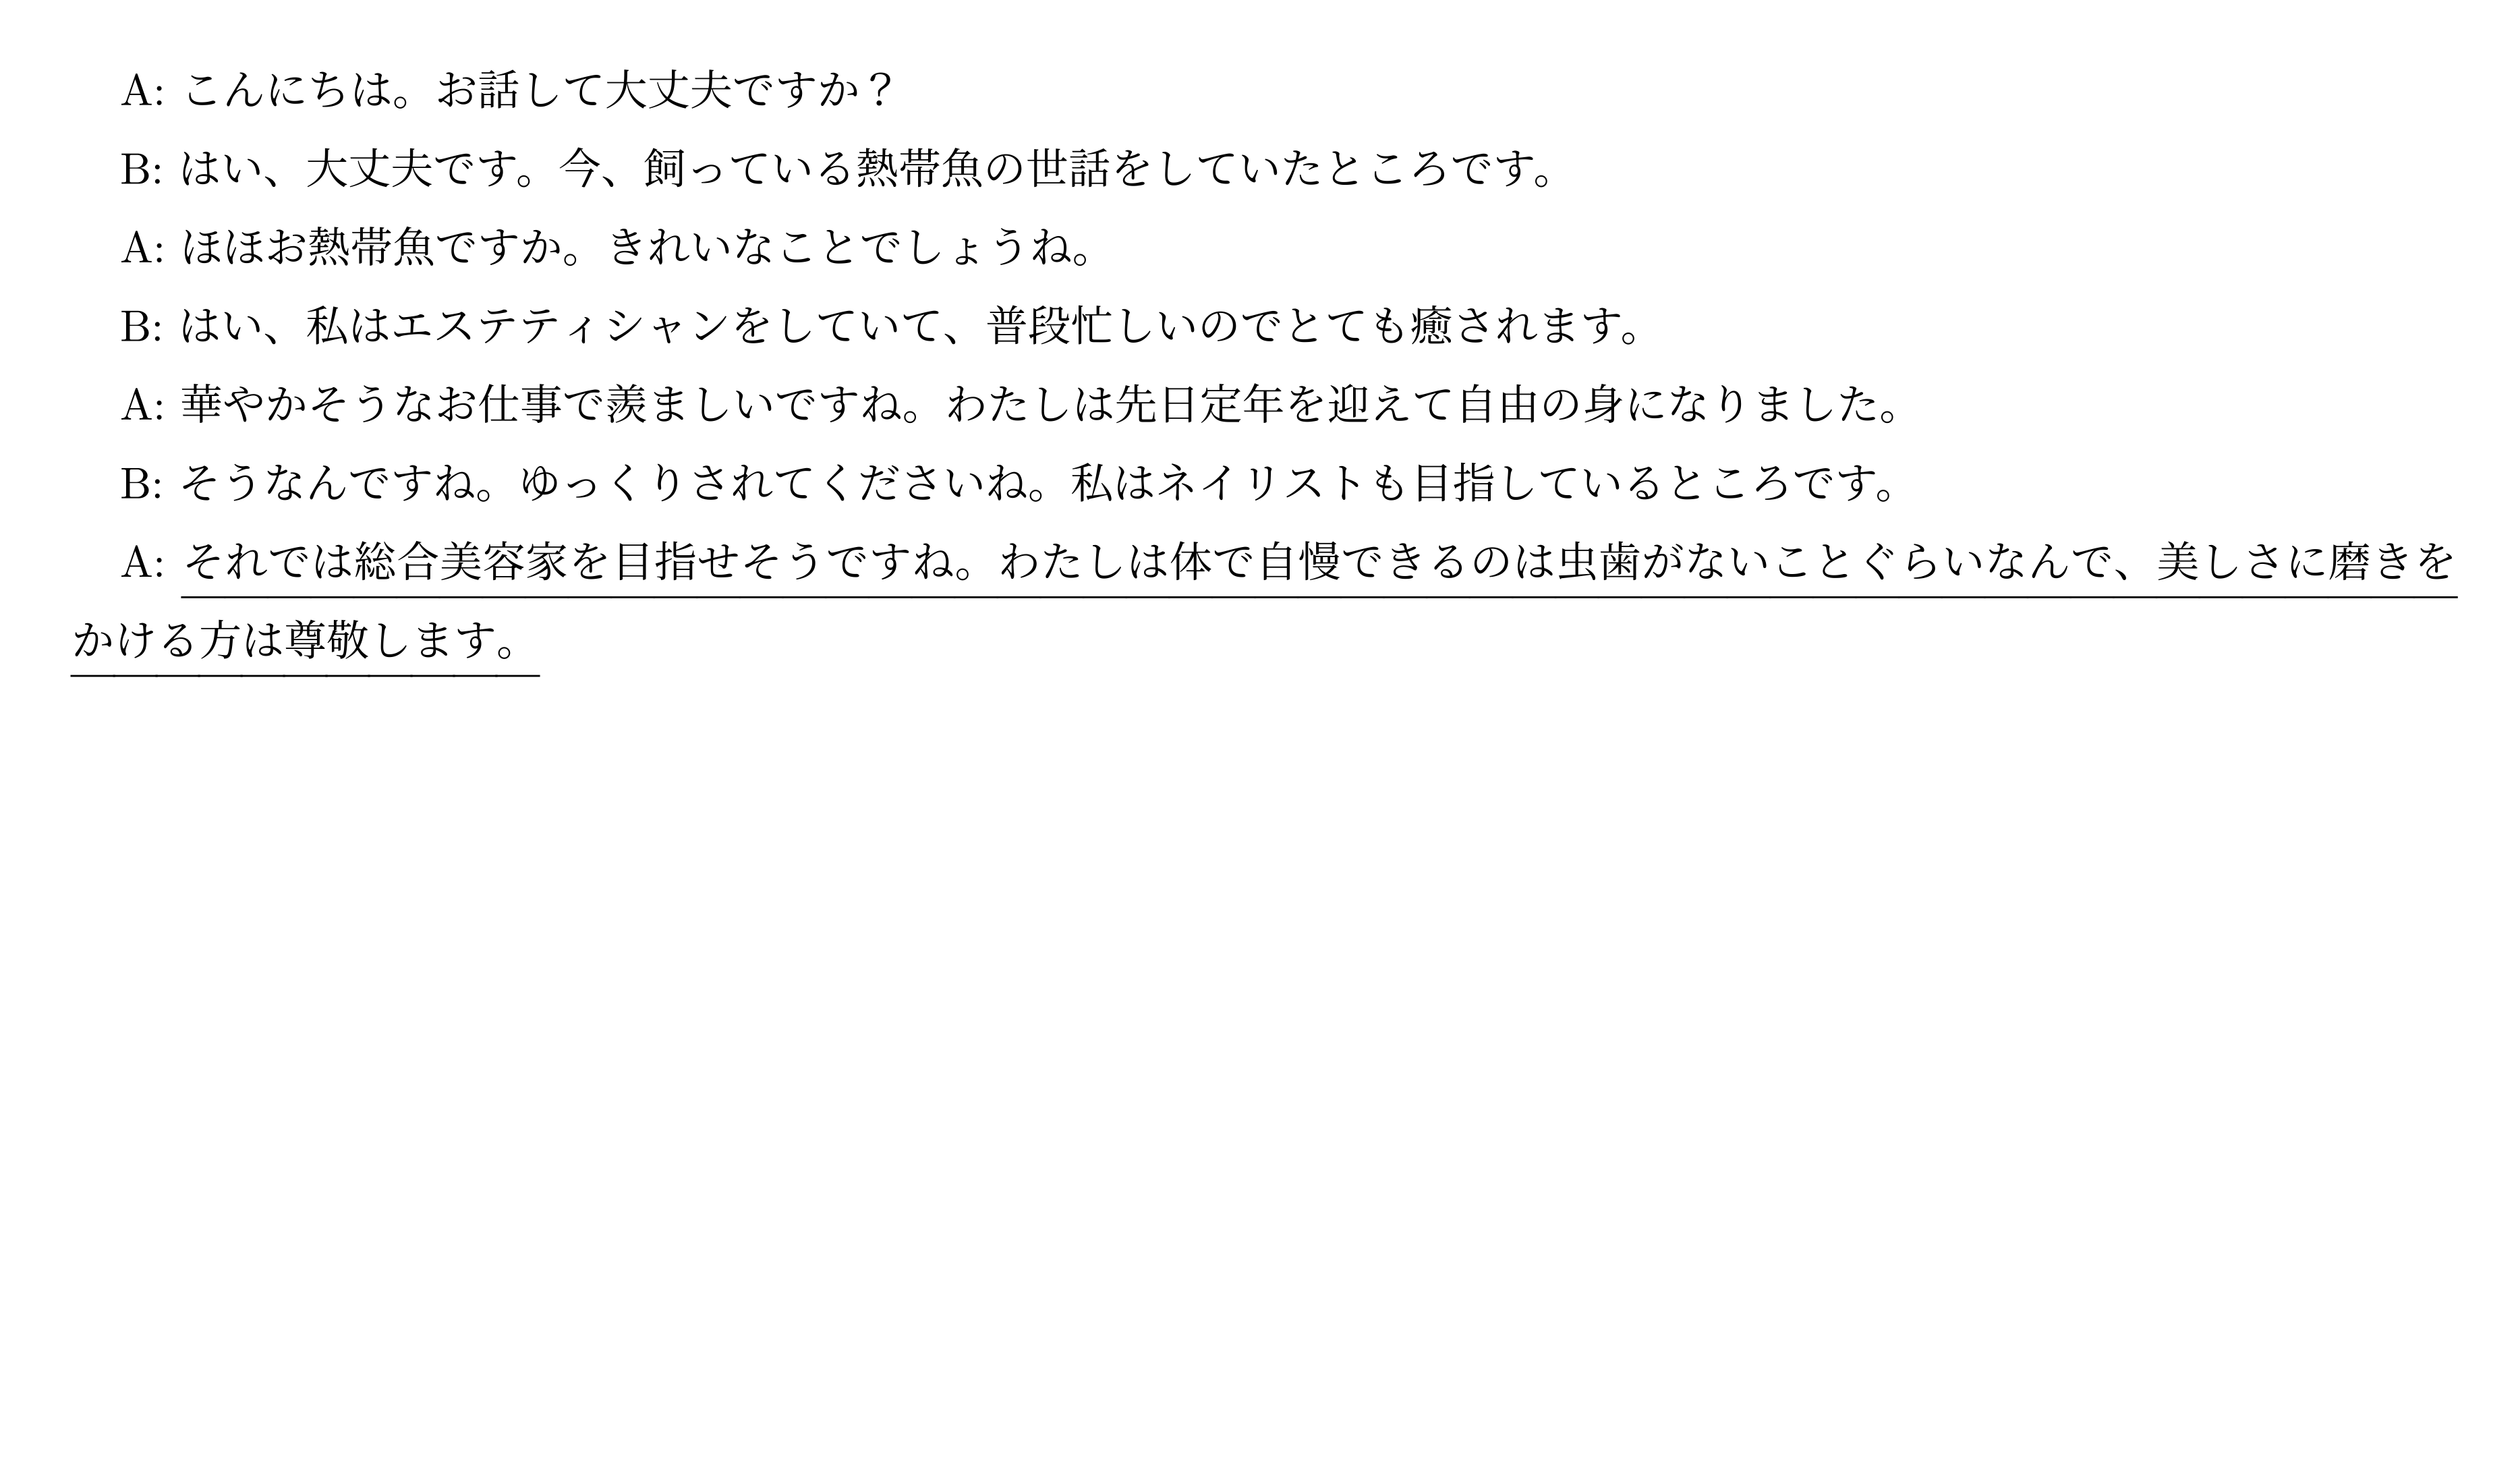 A: こんにちは。お話して大丈夫ですか？
B: はい、大丈夫です。今、飼っている熱帯魚の世話をしていたところです。
A: ほほお熱帯魚ですか。きれいなことでしょうね。
B: はい、私はエステティシャンをしていて、普段忙しいのでとても癒されます。
A: 華やかそうなお仕事で羨ましいですね。わたしは先日定年を迎えて自由の身になりました。
B: そうなんですね。ゆっくりされてくださいね。私はネイリストも目指しているところです。
A: それでは総合美容家を目指せそうですね。わたしは体で自慢できるのは虫歯がないことぐらいなんで、美しさに磨きを
かける方は尊敬します。